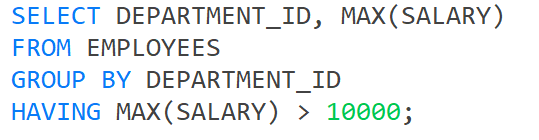 SELECT DEPARTMENT_ID, MAX(SALARY)
FROM EMPLOYEES
GROUP BY DEPARTMENT_ID
HAVING MAX(SALARY) > 10000;